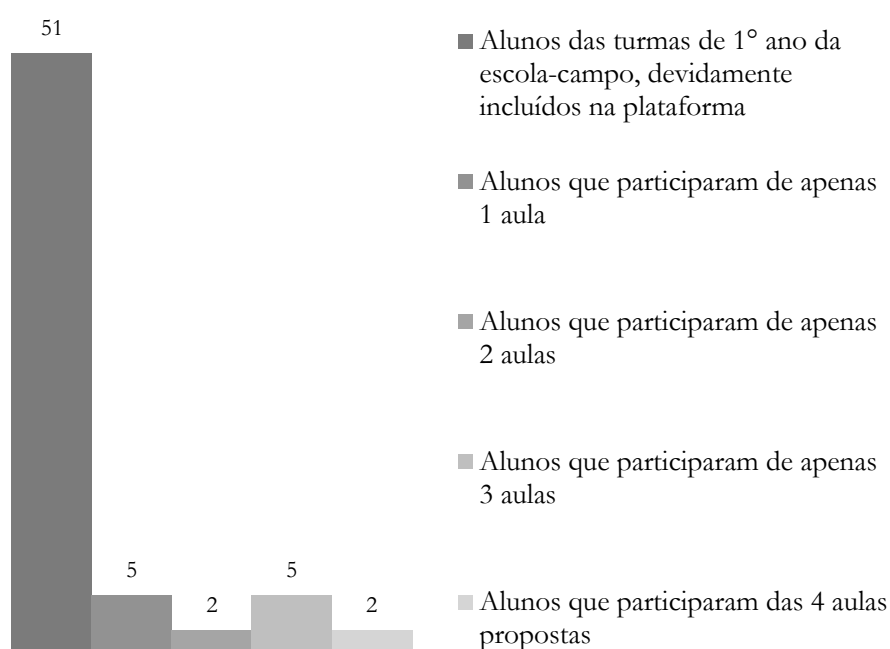 51
5
2
5
2
Alunos das turmas de 1° ano da
escola-campo, devidamente
incluídos na plataforma
Alunos que participaram de apenas
1 aula
Alunos que participaram de apenas
2 aulas
Alunos que participaram de apenas
3 aulas
Alunos que participaram das 4 aulas
propostas